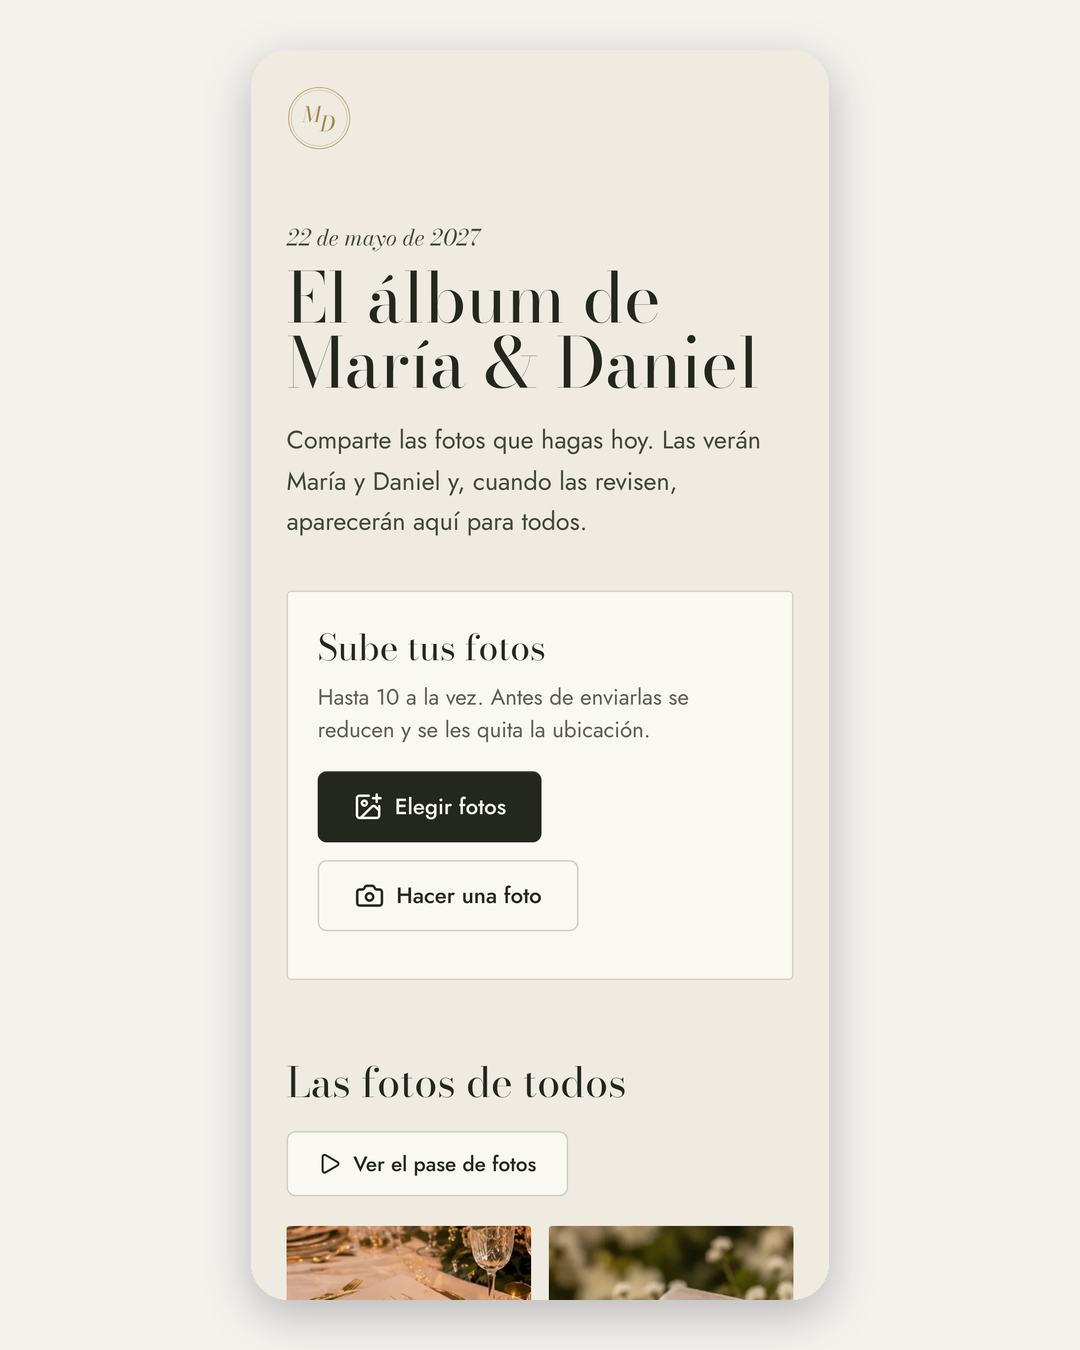 MD
22 de mayo de 2027
El álbum de
María & Daniel
Comparte las fotos que hagas hoy. Las verán
María y Daniel y, cuando las revisen,
aparecerán aquí para todos.
Sube tus fotos
Hasta 10 a la vez. Antes de enviarlas se
reducen y se les quita la ubicación.
Elegir fotos
Hacer una foto
Las fotos de todos
Ver el pase de fotos